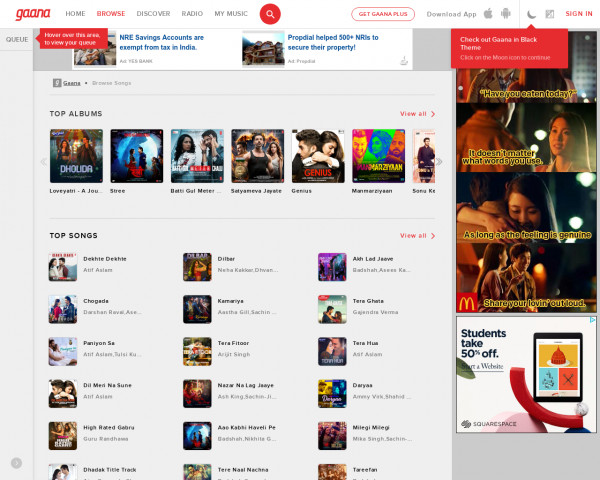 gaana
HOME BROWSE DISCOVER RADIO MY MUSIC
GET GAANA PLUS
Download App
SIGN IN
QUEUE
Hover over this area,
to view your queue
NRE Savings Accounts are
exempt from tax in India.
Ad YES BANK
Propdial helped 500+ NRIs to
secure their property!
Ad Propdial
Check out Gaana in Black
Theme
Click on the Moon icon to continue
Gaana • Browse Songs
TOP ALBUMS
View all
Loveyatri - A Jou...
Stree
Batti Gul Meter ...
Satyameva Jayate
Genius
Manmarziyaan
Sonu Ke
TOP SONGS
View all
Dekhte Dekhte
Atif Aslam
Dilbar
Neha Kakkar,Dhvan...
Akh Lad Jaave
Badshah,Asees Ka...
Chogada
Darshan Raval,Ase...
Kamariya
Aastha Gill,Sachin ...
Tera Ghata
Gajendra Verma
Paniyon Sa
Atif Aslam,Tulsi Ku...
Tera Fitoor
Arijit Singh
Tera Hua
Atif Aslam
Dil Meri Na Sune
Atif Aslam
Nazar Na Lag Jaaye
Ash King,Sachin-Ji...
Daryaa
Ammy Virk,Shahid ...
High Rated Gabru
Guru Randhawa
Aao Kabhi Haveli Pe
Badshah,Nikhita G...
Milegi Milegi
Mika Singh,Sachin-...
Dhadak Title Track
Tere Naal Nachna
Tareefan
"Have you eaten today?"
It doesn't matter
what words you use.
As long as the feeling is genuine
Share your lovin' out loud.
Students
take
50% off.
Start a Website
SQUARESPACE